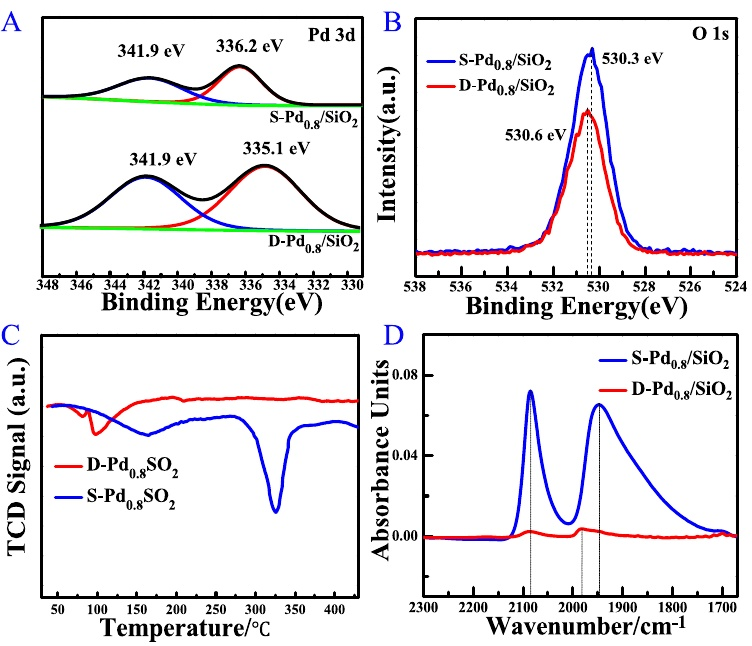 A
Pd 3d
341.9 eV
336.2 eV
S-Pd0.8/SiO2
341.9 eV
335.1 eV
D-Pd0.8/SiO2
348 346 344 342 340 338 336 334 332 330
Binding Energy(eV)
B
O 1s
S-Pd0.8/SiO2
D-Pd0.8/SiO2
530.3 eV
530.6 eV
Intensity(a.u.)
538 536 534 532 530 528 526 524
Binding Energy(eV)
C
TCD Signal (a.u.)
D-Pd0.8SO2
S-Pd0.8SO2
50 100 150 200 250 300 350 400
Temperature/°C
D
S-Pd0.8/SiO2
D-Pd0.8/SiO2
Absorbance Units
0.08
0.04
0.00
2300 2200 2100 2000 1900 1800 1700
Wavenumber/cm-1